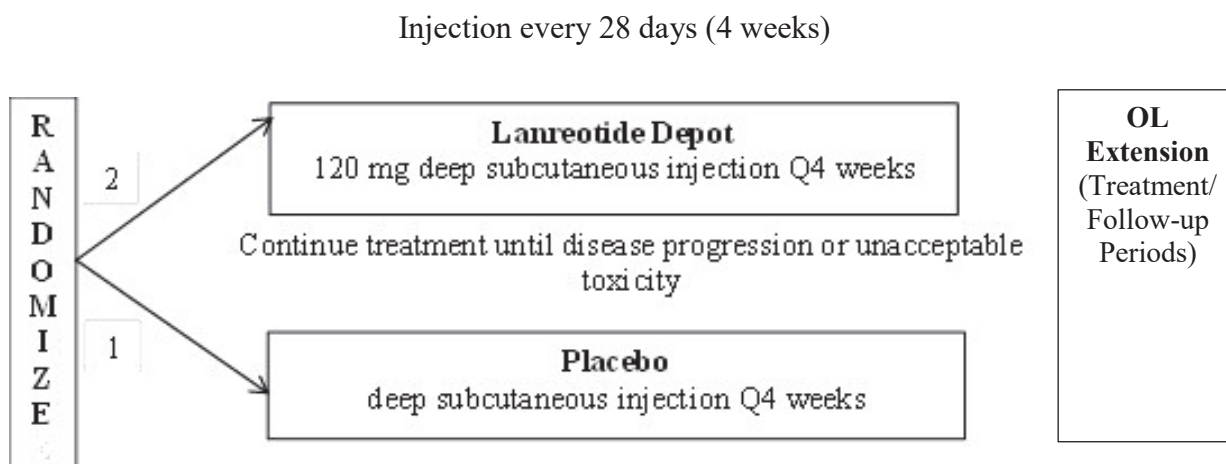 Injection every 28 days (4 weeks)
R
A
N
D
O
M
I
Z
E
2
1
Lanreotide Depot
120 mg deep subcutaneous injection Q4 weeks
Continue treatment until disease progression or unacceptable
toxicity
Placebo
deep subcutaneous injection Q4 weeks
OL
Extension
(Treatment/
Follow-up
Periods)